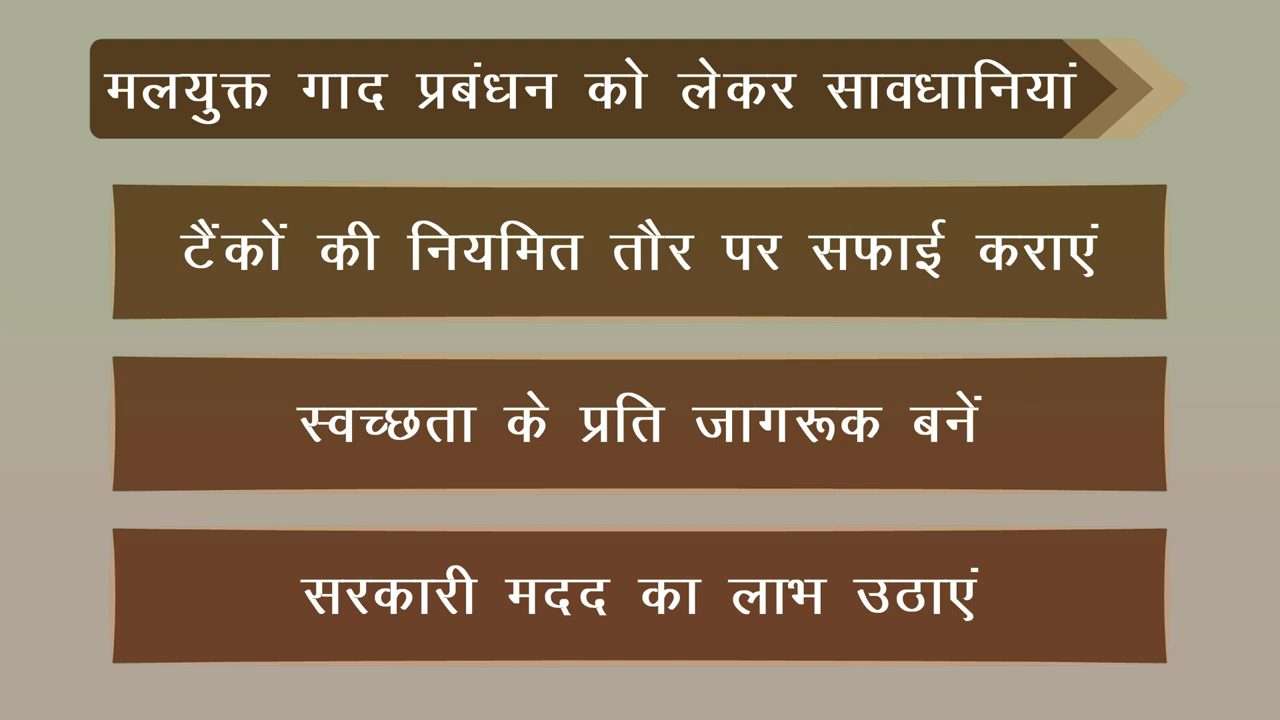 मलयुक्त गाद प्रबंधन को लेकर सावधानियां
टैंकों की नियमित तौर पर सफाई कराएं
स्वच्छता के प्रति जागरूक बनें
सरकारी मदद का लाभ उठाएं